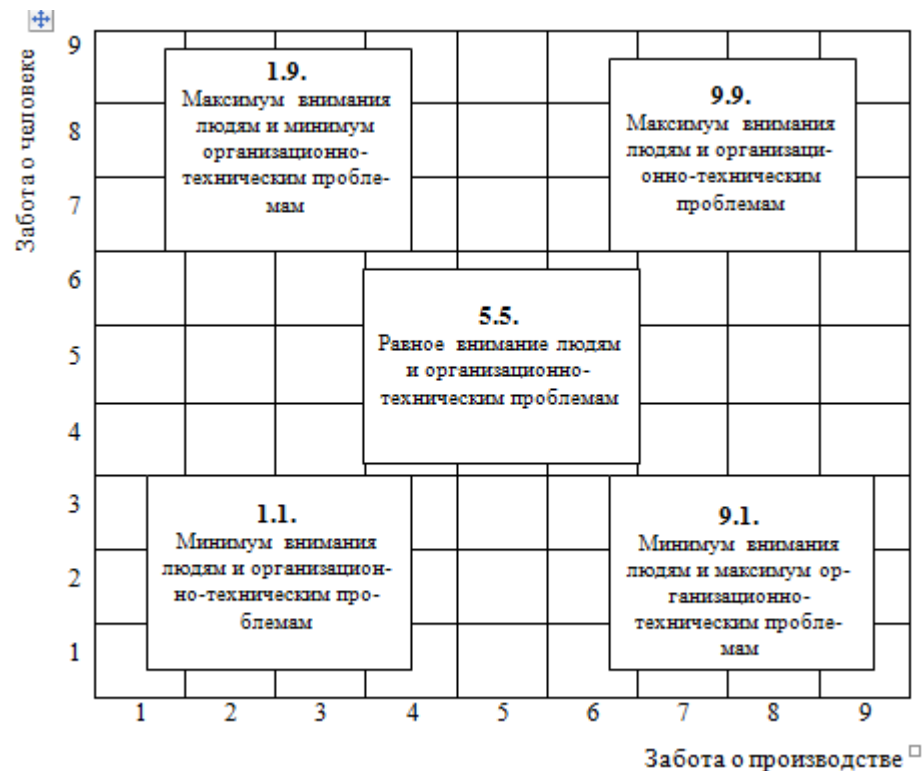 Забота о человеке
9
8
7
6
5
4
3
2
1
1.9.
Максимум внимания
людям и минимум
организационно-
техническим пробле-
мам
9.9.
Максимум внимания
людям и организаци-
онно-техническим
проблемам
5.5.
Равное внимание людям
и организационно-
техническим проблемам
1.1.
Минимум внимания
людям и организацион-
но-техническим про-
блемам
9.1.
Минимум внимания
людям и максимум ор-
ганизационно-
техническим пробле-
мам
1 2 3 4 5 6 7 8 9
Забота о производстве